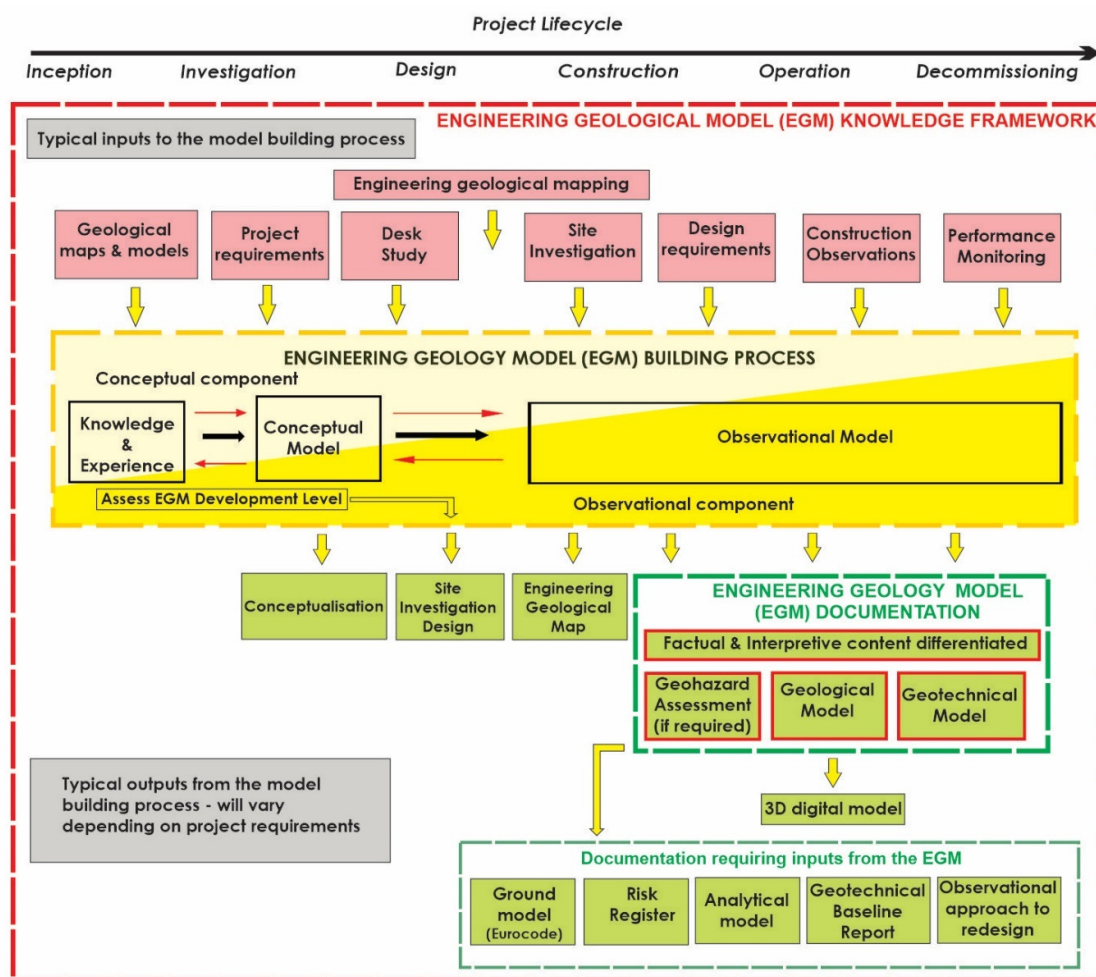 Project Lifecycle
Inception Investigation Design Construction Operation Decommissioning
ENGINEERING GEOLOGICAL MODEL (EGM) KNOWLEDGE FRAMEWORK
Typical inputs to the model building process
Engineering geological mapping
Geological
maps & models
Project
requirements
Desk
Study
Site
Investigation
Design
requirements
Construction
Observations
Performance
Monitoring
ENGINEERING GEOLOGY MODEL (EGM) BUILDING PROCESS
Conceptual component
Knowledge
&
Experience
Conceptual
Model
Observational Model
Assess EGM Development Level
Observational component
Conceptualisation
Site
Investigation
Design
Engineering
Geological
Map
ENGINEERING GEOLOGY MODEL
(EGM) DOCUMENTATION
Factual & Interpretive content differentiated
Geohazard
Assessment
(if required)
Geological
Model
Geotechnical
Model
Typical outputs from the model
building process - will vary
depending on project requirements
3D digital model
Documentation requiring inputs from the EGM
Ground
model
(Eurocode)
Risk
Register
Analytical
model
Geotechnical
Baseline
Report
Observational
approach to
redesign